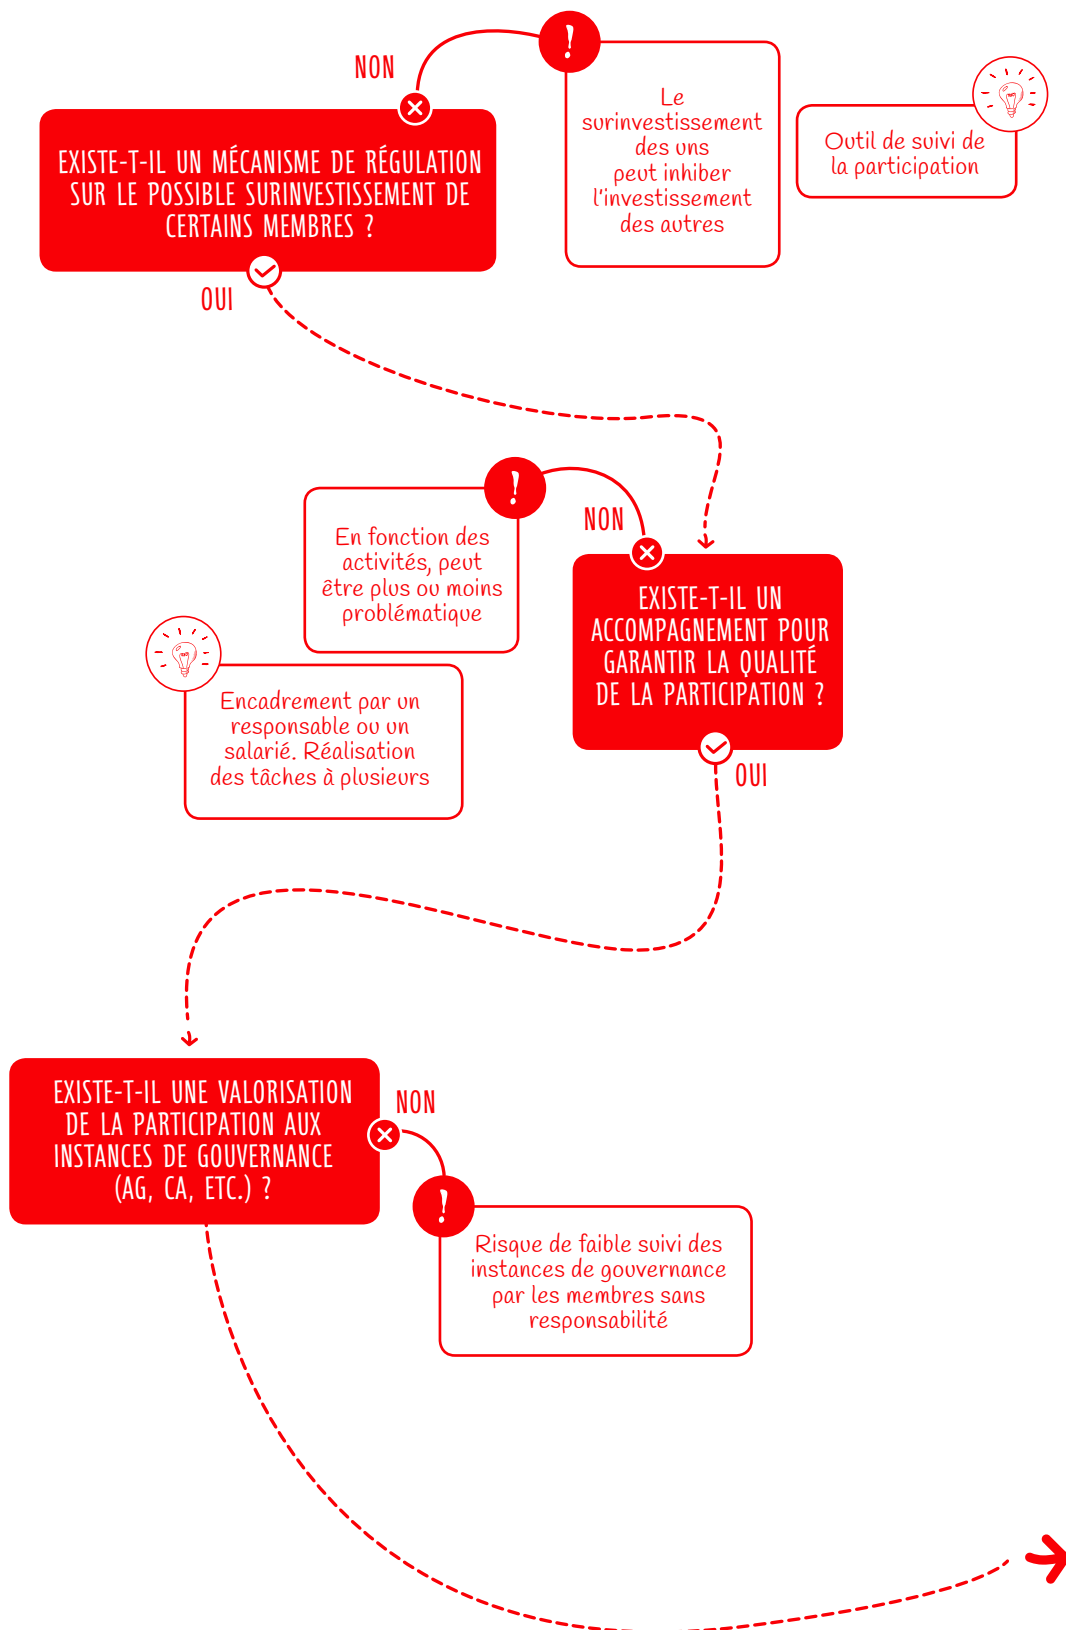 NON
EXISTE-T-IL UN MÉCANISME DE RÉGULATION
SUR LE POSSIBLE SURINVESTISSEMENT DE
CERTAINS MEMBRES ?
OUI
!
Le
surinvestissement
des uns
peut inhiber
l'investissement
des autres
Outil de suivi de
la participation
!
En fonction des
activités, peut
être plus ou moins
problématique
Encadrement par un
responsable ou un
salarié. Réalisation
des tâches à plusieurs
NON
EXISTE-T-IL UN
ACCOMPAGNEMENT POUR
GARANTIR LA QUALITÉ
DE LA PARTICIPATION ?
OUI
EXISTE-T-IL UNE VALORISATION
DE LA PARTICIPATION AUX
INSTANCES DE GOUVERNANCE
(AG, CA, ETC.) ?
NON
!
Risque de faible suivi des
instances de gouvernance
par les membres sans
responsabilité